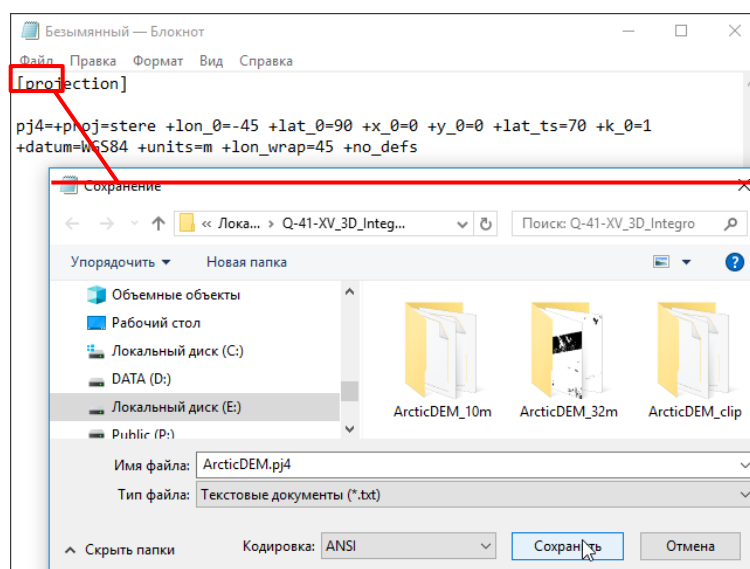 Безымянный — Блокнот
Файл Правка Формат Вид Справка
[projection]
pj4=+proj=stere +lon_0=-45 +lat_0=90 +x_0=0 +y_0=0 +lat_ts=70 +k_0=1
+datum=WGS84 +units=m +lon_wrap=45 +no_defs
Сохранение
« Лока... › Q-41-XV_3D_Integ...
Поиск: Q-41-XV_3D_Integro
Упорядочить
Новая папка
Объемные объекты
Рабочий стол
Локальный диск (C:)
DATA (D:)
Локальный диск (E:)
Public (P:)
ArcticDEM_10m
ArcticDEM_32m
ArcticDEM_clip
Имя файла: ArcticDEM.pj4
Тип файла: Текстовые документы (*.txt)
Скрыть папки
Кодировка: ANSI
Сохранить
Отмена